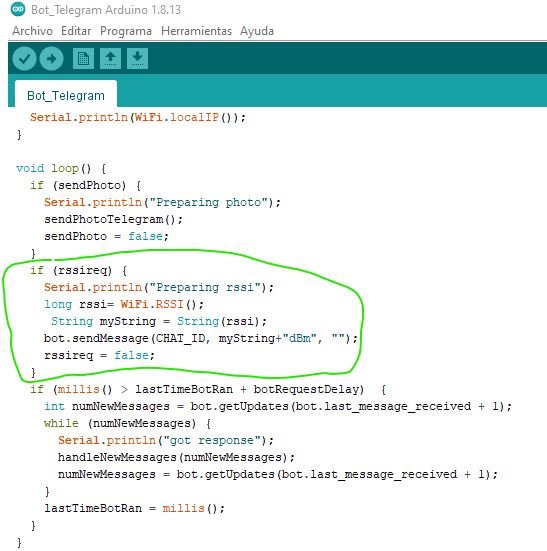 Bot_Telegram Arduino 1.8.13
Archivo Editar Programa Herramientas Ayuda
Bot_Telegram
Serial.println(WiFi.localIP());
}
void loop() {
if (sendPhoto) {
Serial.println("Preparing photo");
sendPhotoTelegram();
sendPhoto = false;
}
if (rssireq) {
Serial.println("Preparing rssi");
long rssi= WiFi.RSSI();
String myString = String(rssi);
bot.sendMessage(CHAT_ID, myString+"dBm", "");
rssireq = false;
}
if (millis() > lastTimeBotRan + botRequestDelay)  {
int numNewMessages = bot.getUpdates(bot.last_message_received + 1);
while (numNewMessages) {
Serial.println("got response");
handleNewMessages(numNewMessages);
numNewMessages = bot.getUpdates(bot.last_message_received + 1);
}
lastTimeBotRan = millis();
}
}